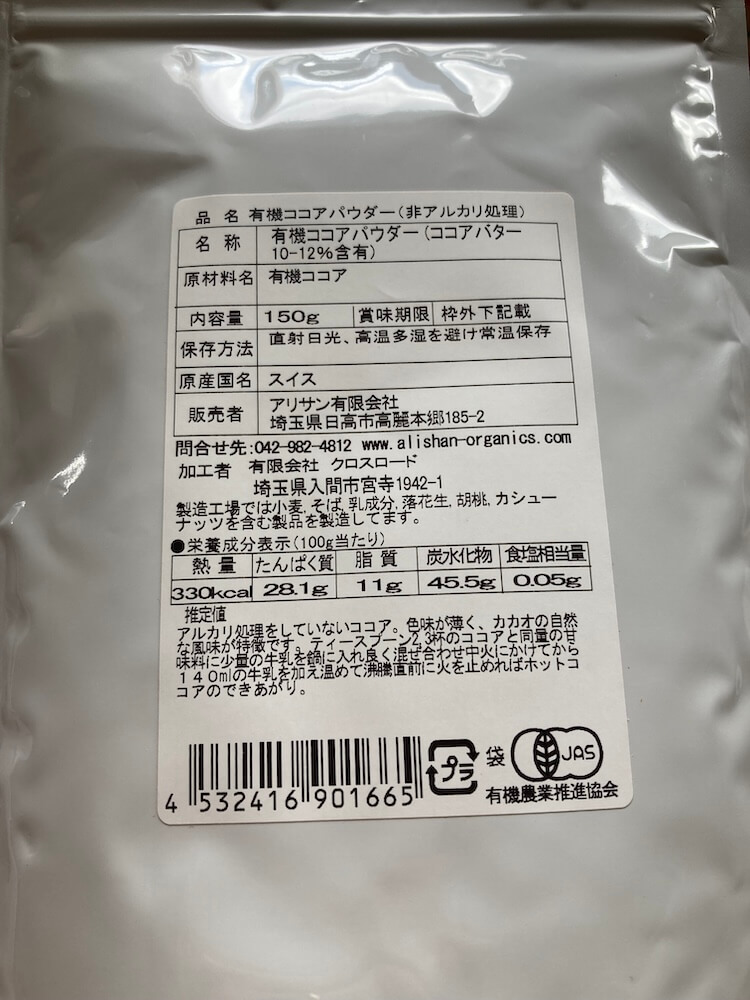 品 名 有機ココアパウダー(非アルカリ処理)
名 称 有機ココアパウダー(ココアバター
10-12%含有)
原材料名 有機ココア
内容量 150g 賞味期限 枠外下記載
保存方法 直射日光、高温多湿を避け常温保存
原産国名 スイス
販売者 アリサン有限会社
埼玉県日高市高麗本郷185-2
問合せ先:042-982-4812 www.alishan-organics.com
加工者 有限会社 クロスロード
埼玉県入間市宮寺1942-1
製造工場では小麦,そば,乳成分,落花生,胡桃,カシュー
ナッツを含む製品を製造してます。
●栄養成分表示(100g当たり)
熱 量 たんぱく質 脂 質 炭水化物 食塩相当量
330kcal 28.1g 11g 45.5g 0.05g
推定値
アルカリ処理をしていないココア。色味が薄く、カカオの自然
な風味が特徴です。ティースプーン2,3杯のココアと同量の甘
味料に少量の牛乳を鍋に入れ良く混ぜ合わせ中火にかけてから
140mlの牛乳を加え温めて沸騰直前に火を止めればホットコ
コアのできあがり。
4 532416 901665
プラ 袋 JAS
有機農業推進協会